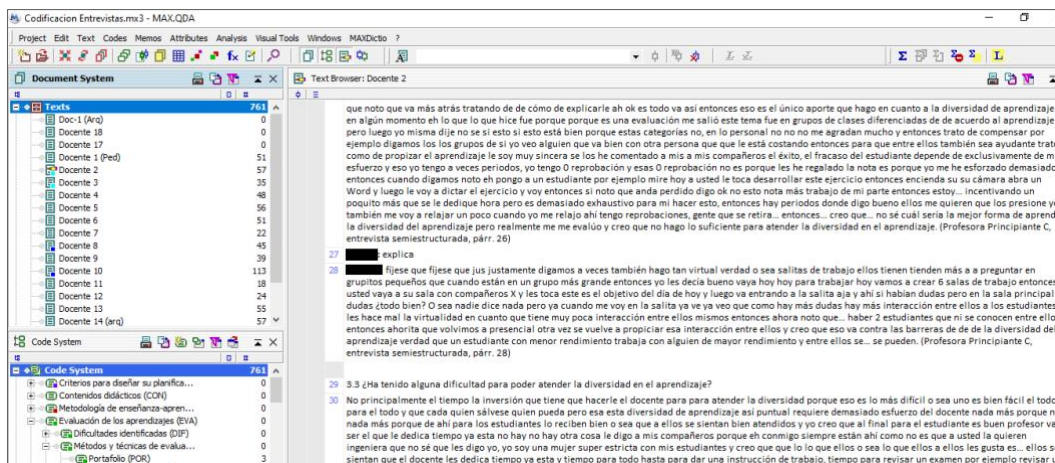 Codificacion Entrevistas.mx3 - MAX.QDA
Project Edit Text Codes Memos Attributes Analysis Visual Tools Windows MAXDictio ?
Document System
Texts 761
Doc-1 (Arq) 0
Docente 18 0
Docente 17 0
Docente 1 (Ped) 51
Docente 2 57
Docente 3 35
Docente 4 48
Docente 5 56
Docente 6 51
Docente 7 22
Docente 8 45
Docente 9 39
Docente 10 113
Docente 11 18
Docente 12 24
Docente 13 55
Docente 14 (arq) 57
Code System
Code System 761
Criterios para diseñar su planifica... 0
Contenidos didácticos (CON) 0
Metodología de enseñanza-apren... 0
Evaluación de los aprendizajes (EVA) 0
Dificultades identificadas (DIF) 0
Métodos y técnicas de evalua... 0
Portafolio (POR) 3
Text Browser: Docente 2
que noto que va más atrás tratando de de cómo de explicarle ah ok es todo va así entonces eso es el único aporte que hago en cuanto a la diversidad de aprendizaje
en algún momento eh lo que lo que hice fue porque porque es una evaluación me salió este tema fue en grupos de clases diferenciadas de de acuerdo al aprendizaje
pero luego yo misma dije no se si esto si esto está bien porque estas categorías no, en lo personal no no no me agradan mucho y entonces trato de compensar por
ejemplo digamos los los grupos de si yo veo alguien que va bien con otra persona que que le está costando entonces para que entre ellos también sea ayudante trato
como de propizar el aprendizaje le soy muy sincera se los he comentado a mis a mis compañeros el éxito, el fracaso del estudiante depende de exclusivamente de mi
esfuerzo y eso yo tengo a veces periodos, yo tengo 0 reprobación y esas 0 reprobación no es porque les he regalado la nota es porque yo me he esforzado demasiado
entonces cuando digamos noto eh pongo a un estudiante por ejemplo mire hoy a usted le toca desarrollar este ejercicio entonces encienda su su cámara abra un
Word y luego le voy a dictar el ejercicio y voy entonces si noto que anda perdido digo ok no esto nota más trabajo de mi parte entonces estoy... incentivando un
poquito más que se le dedique hora pero es demasiado exhaustivo para mi hacer esto, entonces hay periodos donde digo bueno ellos me quieren que los presione yo
también me voy a relajar un poco cuando yo me relajo ahí tengo reprobaciones, gente que se retira... entonces... creo que... no sé cuál sería la mejor forma de aprend
la diversidad del aprendizaje pero realmente me me evalúo y creo que no hago lo suficiente para atender la diversidad en el aprendizaje. (Profesora Principiante C,
entrevista semiestructurada, párr. 26)
27 : explica
28 fíjese que fíjese que jus justamente digamos a veces también hago tan virtual verdad o sea salitas de trabajo ellos tienen tienden más a a preguntar en
grupitos pequeños que cuando están en un grupo más grande entonces yo les decía bueno vaya hoy hoy para trabajar hoy vamos a crear 6 salas de trabajo entonces
usted vaya a su sala con compañeros X y les toca este es el objetivo del día de hoy y luego va entrando a la salita aja y ahí si habían dudas pero en la sala principal
dudas ¿todo bien? O sea nadie dice nada pero ya cuando me voy en la salita ya ve ya veo que como hay más dudas hay más interacción entre ellos a los estudiantes
les hace mal la virtualidad en cuanto que tiene muy poca interacción entre ellos mismos entonces ahora noto que... haber 2 estudiantes que ni se conocen entre ello
entonces ahorita que volvimos a presencial otra vez se vuelve a propiciar esa interacción entre ellos y creo que eso va contra las barreras de de de la diversidad del
aprendizaje verdad que un estudiante con menor rendimiento trabaja con alguien de mayor rendimiento y entre ellos se... se pueden. (Profesora Principiante C,
entrevista semiestructurada, párr. 28)
29 3.3 ¿Ha tenido alguna dificultad para poder atender la diversidad en el aprendizaje?
30 No principalmente el tiempo la inversión que tiene que hacerle el docente para para atender la diversidad porque eso es lo más difícil o sea uno es bien fácil el todo
para el todo y que cada quien sálvese quien pueda pero esa esta diversidad de aprendizaje así puntual requiere demasiado esfuerzo del docente nada más porque n
nada más porque de ahí para los estudiantes lo reciben bien o sea que a ellos se sientan bien atendidos y yo creo que al final para el estudiante es buen profesor va
ser el que le dedica tiempo ya esta no hay no hay otra cosa le digo a mis compañeros porque eh conmigo siempre están ahí como no es que a usted la quieren
ingeniera que no sé que les digo yo, yo soy una mujer super estricta con mis estudiantes y creo que que lo lo que ellos o sea lo que ellos a ellos les gusta es... ellos
sientan que el docente les dedica tiempo ya esta y tiempo para todo hasta para dar una instrucción de trabajo, tiempo para revisar un examen por ejemplo revisar u